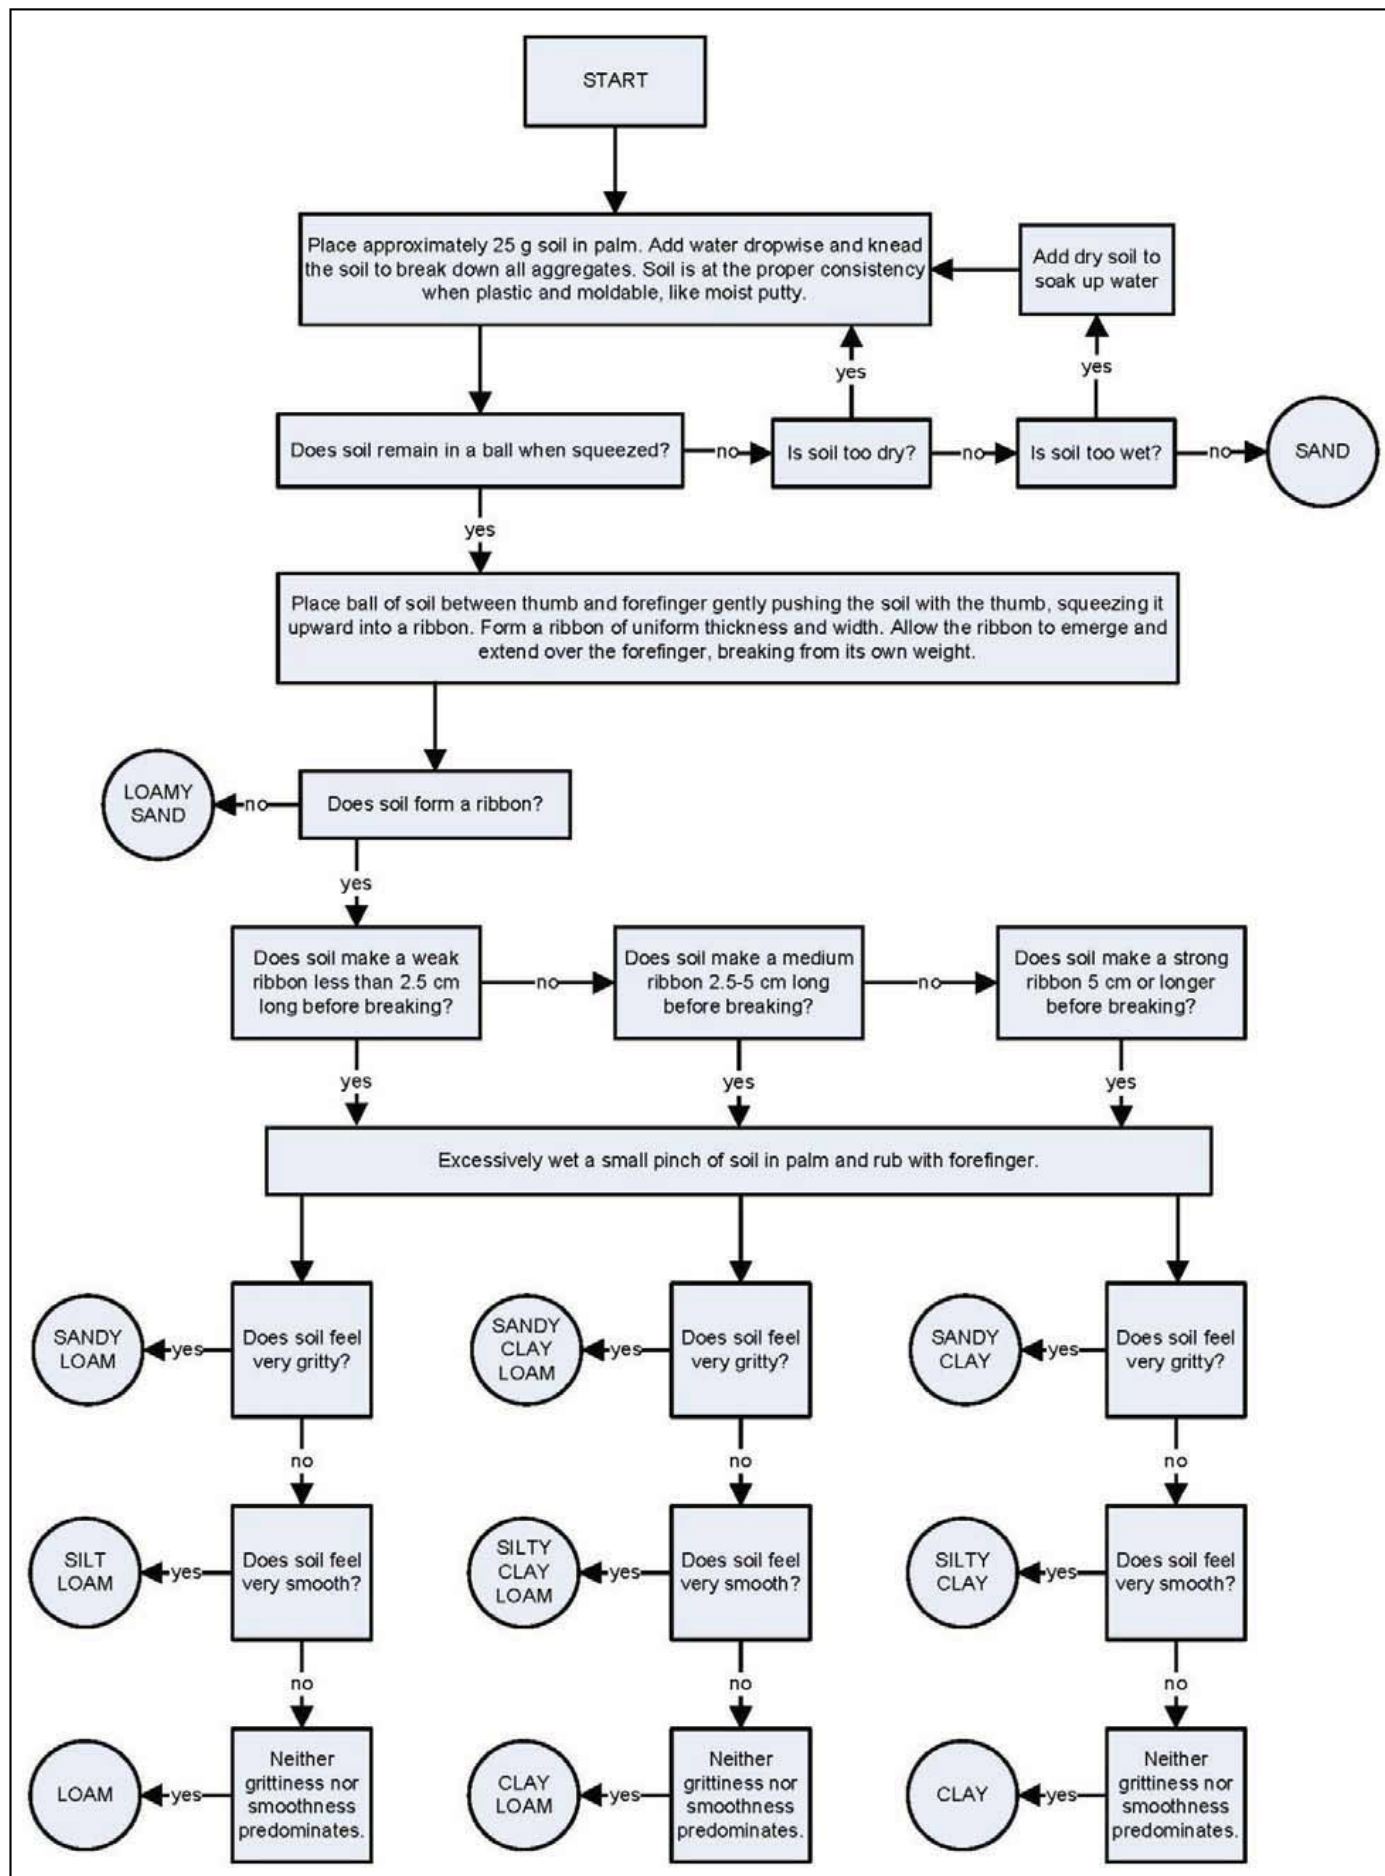 START
Place approximately 25 g soil in palm. Add water dropwise and knead
the soil to break down all aggregates. Soil is at the proper consistency
when plastic and moldable, like moist putty.
Add dry soil to
soak up water
yes
yes
Does soil remain in a ball when squeezed?
no
Is soil too dry?
no
Is soil too wet?
no
SAND
yes
Place ball of soil between thumb and forefinger gently pushing the soil with the thumb, squeezing it
upward into a ribbon. Form a ribbon of uniform thickness and width. Allow the ribbon to emerge and
extend over the forefinger, breaking from its own weight.
LOAMY
SAND
no
Does soil form a ribbon?
yes
Does soil make a weak
ribbon less than 2.5 cm
long before breaking?
no
Does soil make a medium
ribbon 2.5-5 cm long
before breaking?
no
Does soil make a strong
ribbon 5 cm or longer
before breaking?
yes
yes
yes
Excessively wet a small pinch of soil in palm and rub with forefinger.
SANDY
LOAM
yes
Does soil feel
very gritty?
SANDY
CLAY
LOAM
yes
Does soil feel
very gritty?
SANDY
CLAY
yes
Does soil feel
very gritty?
no
no
no
SILT
LOAM
yes
Does soil feel
very smooth?
SILTY
CLAY
LOAM
yes
Does soil feel
very smooth?
SILTY
CLAY
yes
Does soil feel
very smooth?
no
no
no
LOAM
yes
Neither
grittiness nor
smoothness
predominates.
CLAY
LOAM
yes
Neither
grittiness nor
smoothness
predominates.
CLAY
yes
Neither
grittiness nor
smoothness
predominates.